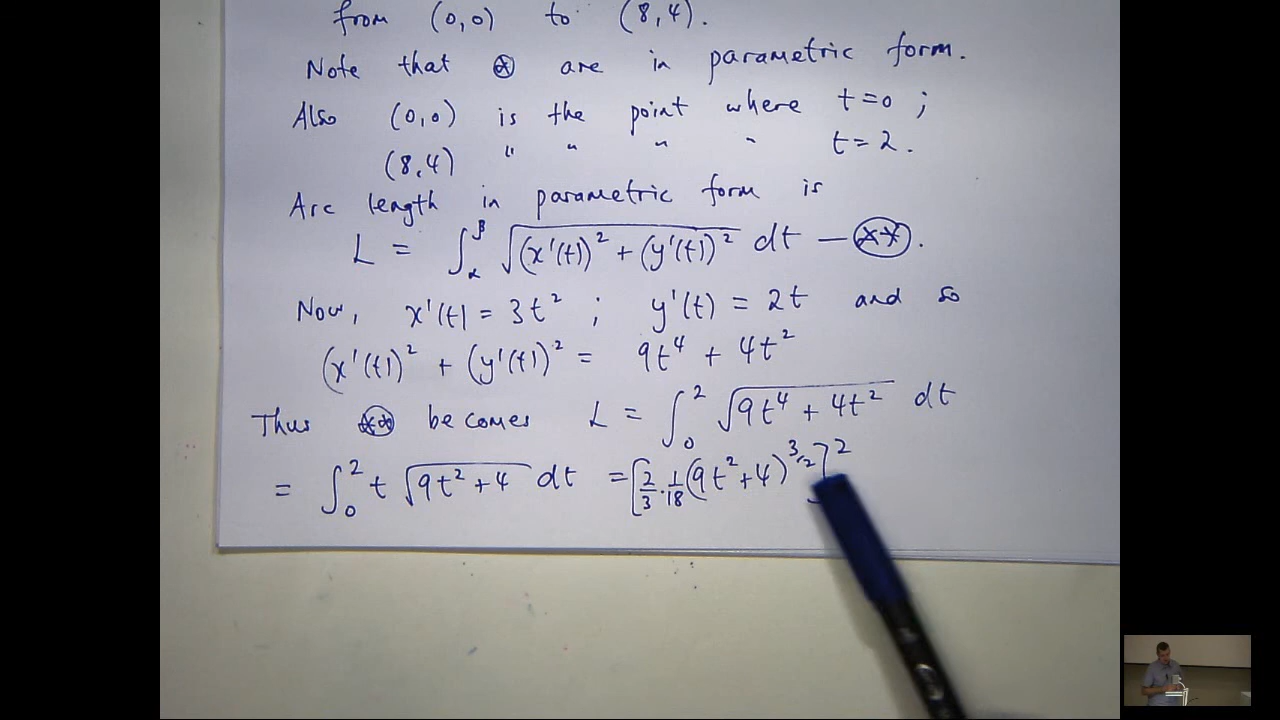 from (0,0) to (8,4).
Note that ⊛ are in parametric form.
Also (0,0) is the point where t=0 ;
(8,4) " " " " t=2.
Arc length in parametric form is
L = ∫_α^β √((x'(t))² + (y'(t))²) dt — (**).
Now, x'(t) = 3t² ; y'(t) = 2t and so
(x'(t))² + (y'(t))² = 9t⁴ + 4t²
Thus (**) becomes L = ∫_0^2 √(9t⁴ + 4t²) dt
= ∫_0^2 t √(9t²+4) dt = [2/3 · 1/18 (9t²+4)^(3/2)]^2